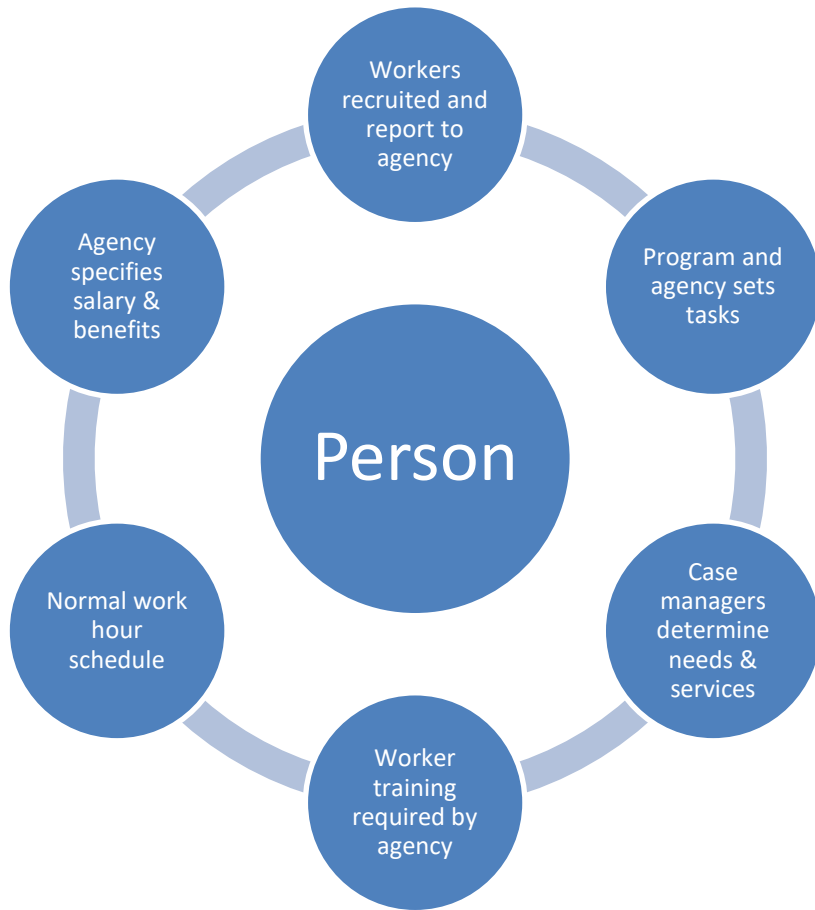 Workers
recruited and
report to
agency
Program and
agency sets
tasks
Case
managers
determine
needs &
services
Worker
training
required by
agency
Normal work
hour
schedule
Agency
specifies
salary &
benefits
Person